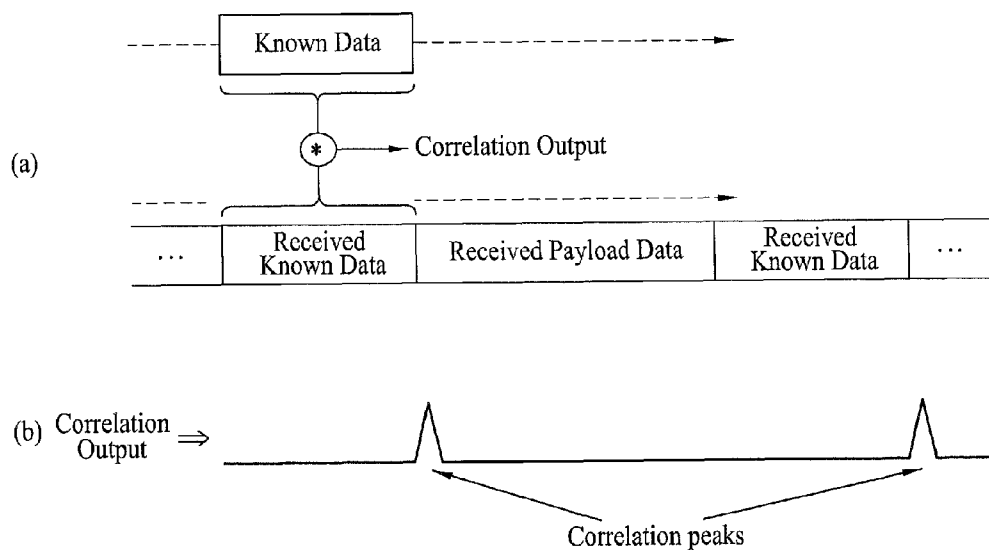 Known Data
(a)
* Correlation Output
... Received Known Data Received Payload Data Received Known Data ...
(b) Correlation Output ⇒
Correlation peaks